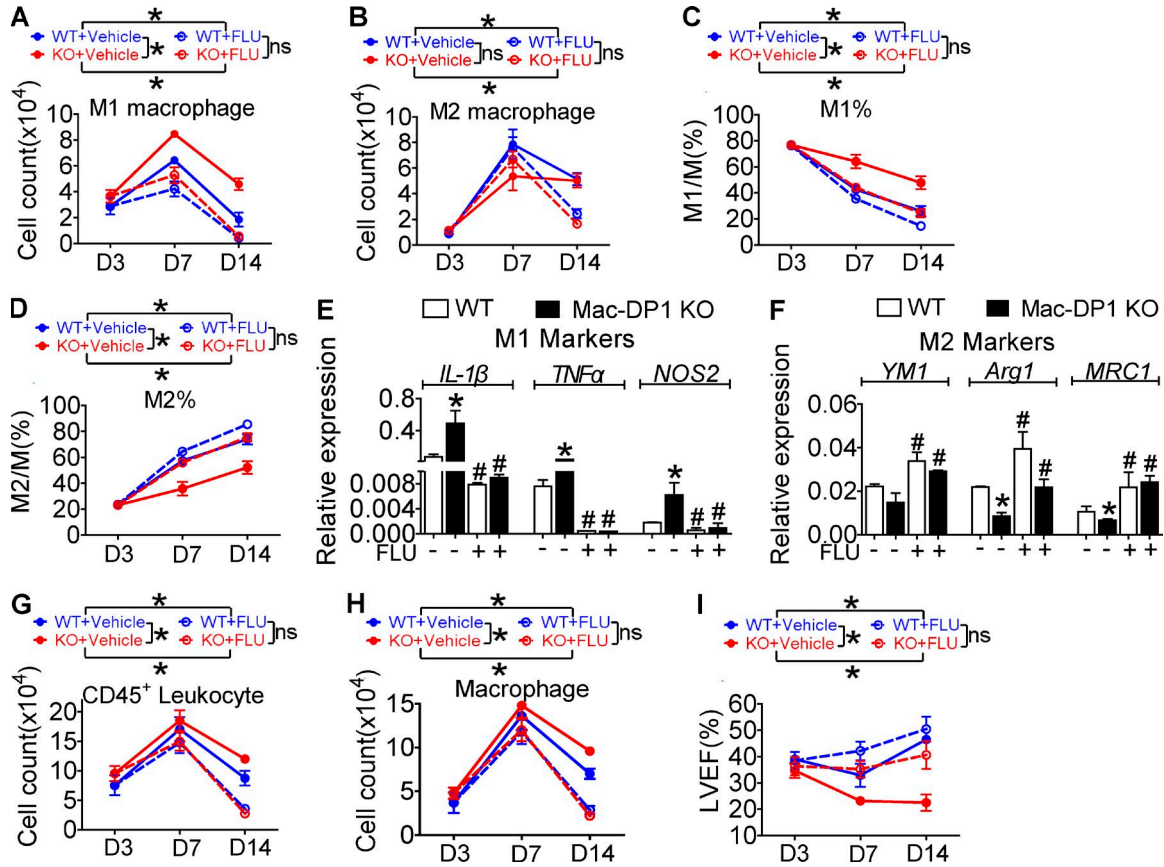 A
*
WT+Vehicle * WT+FLU ns
KO+Vehicle KO+FLU
*
M1 macrophage
Cell count(x10⁴)
10
8
6
4
2
0
D3 D7 D14
B
*
WT+Vehicle ns WT+FLU ns
KO+Vehicle KO+FLU
*
M2 macrophage
Cell count(x10⁴)
10
8
6
4
2
0
D3 D7 D14
C
*
WT+Vehicle * WT+FLU ns
KO+Vehicle KO+FLU
*
M1%
M1/M(%)
100
80
60
40
20
0
D3 D7 D14
D
*
WT+Vehicle * WT+FLU ns
KO+Vehicle KO+FLU
*
M2%
M2/M(%)
100
80
60
40
20
0
D3 D7 D14
E
WT Mac-DP1 KO
M1 Markers
IL-1β TNFα NOS2
Relative expression
0.8
0.4
0.008
0.004
0.000
* # # * # # * # #
FLU - - + + - - + + - - + +
F
WT Mac-DP1 KO
M2 Markers
YM1 Arg1 MRC1
Relative expression
0.06
0.04
0.02
0.00
# # * # # * # #
FLU - - + + - - + + - - + +
G
*
WT+Vehicle * WT+FLU ns
KO+Vehicle KO+FLU
*
CD45⁺ Leukocyte
Cell count(x10⁴)
20
15
10
5
0
D3 D7 D14
H
*
WT+Vehicle * WT+FLU ns
KO+Vehicle KO+FLU
*
Macrophage
Cell count(x10⁴)
15
10
5
0
D3 D7 D14
I
*
WT+Vehicle * WT+FLU ns
KO+Vehicle KO+FLU
*
LVEF(%)
60
50
40
30
20
10
D3 D7 D14